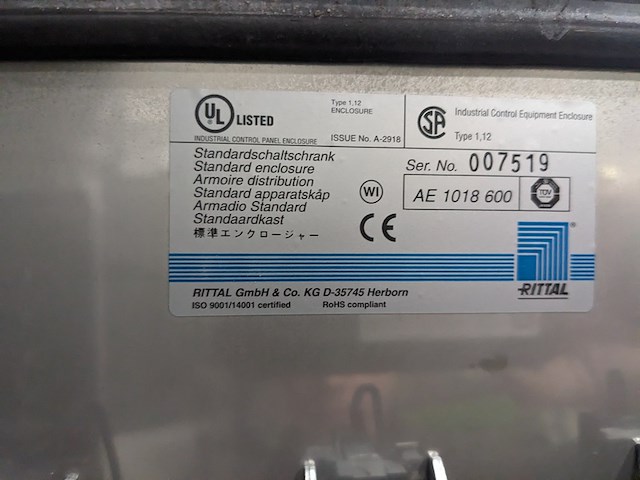 UL LISTED
Type 1,12
ENCLOSURE
INDUSTRIAL CONTROL PANEL ENCLOSURE ISSUE No. A-2918
SA Industrial Control Equipment Enclosure
Type 1,12
Standardschaltschrank
Standard enclosure
Armoire distribution
Standard apparatskåp
Armadio Standard
Standaardkast
標準エンクロージャー
WI
CE
Ser. No. 007519
AE 1018 600
TÜV
RITTAL
®
RITTAL GmbH & Co. KG D-35745 Herborn
ISO 9001/14001 certified RoHS compliant